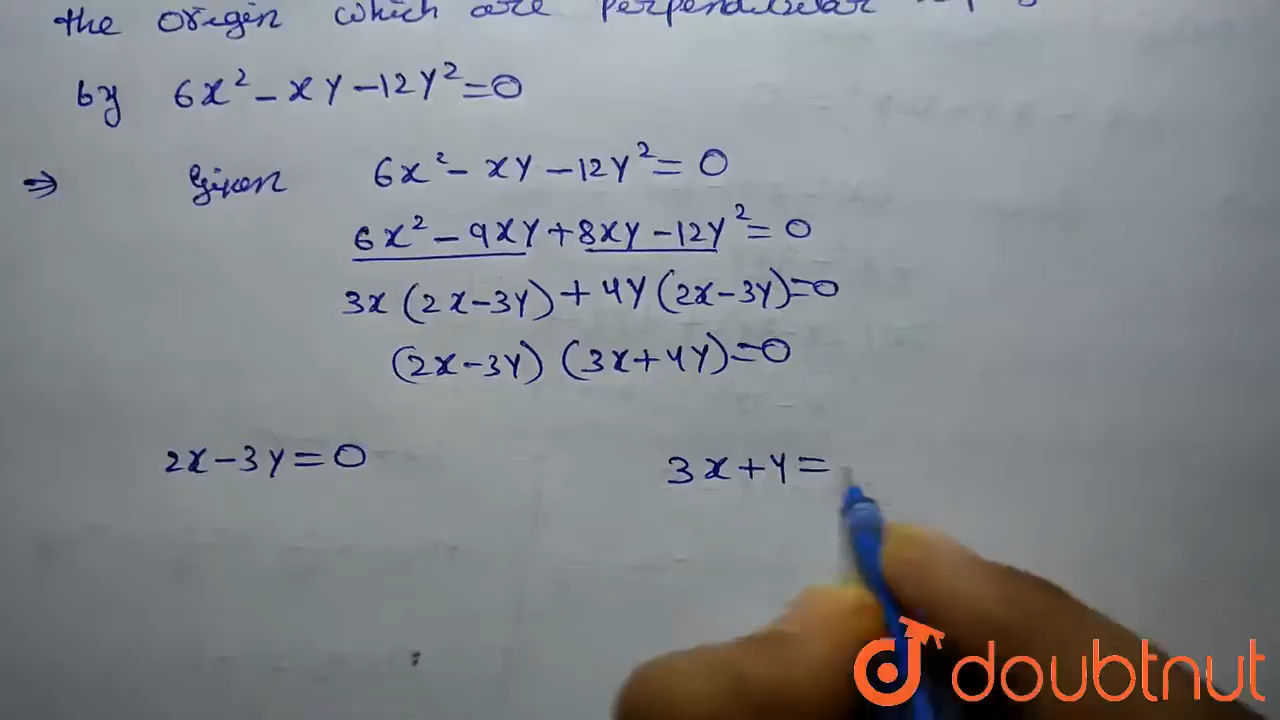 the origin which are perpendicular
by 6x² - xy - 12y² = 0
⇒ Given 6x² - xy - 12y² = 0
6x² - 9xy + 8xy - 12y² = 0
3x (2x - 3y) + 4y (2x - 3y) = 0
(2x - 3y) (3x + 4y) = 0
2x - 3y = 0 3x + y =
doubtnut